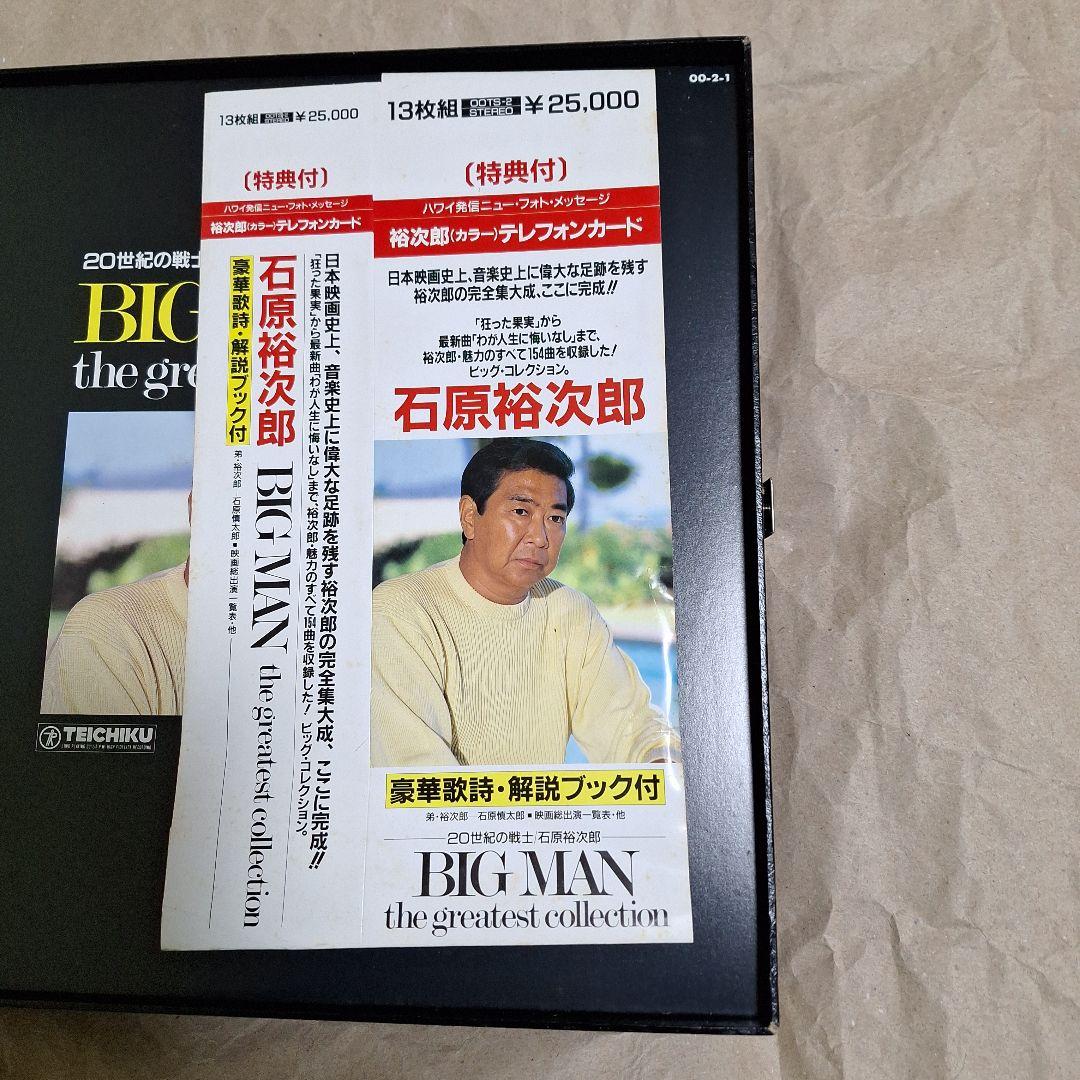 00-2-1
20世紀の戦士
BIG
the gre
TEICHIKU
13枚組 OOTS-2 STEREO ¥25,000
〔特典付〕
ハワイ発信ニュー・フォト・メッセージ
裕次郎(カラー)テレフォンカード
日本映画史上、音楽史上に偉大な足跡を残す裕次郎の完全集大成、ここに完成!!
「狂った果実」から最新曲「わが人生に悔いなし」まで、裕次郎・魅力のすべて154曲を収録した!ビッグ・コレクション。
石原裕次郎
BIG MAN
the greatest collection
豪華歌詩・解説ブック付
弟・裕次郎 石原慎太郎■映画総出演一覧表・他
13枚組 OOTS-2 STEREO ¥25,000
〔特典付〕
ハワイ発信ニュー・フォト・メッセージ
裕次郎(カラー)テレフォンカード
日本映画史上、音楽史上に偉大な足跡を残す
裕次郎の完全集大成、ここに完成!!
「狂った果実」から
最新曲「わが人生に悔いなし」まで、
裕次郎・魅力のすべて154曲を収録した!
ビッグ・コレクション。
石原裕次郎
豪華歌詩・解説ブック付
弟・裕次郎 石原慎太郎■映画総出演一覧表・他
20世紀の戦士/石原裕次郎
BIG MAN
the greatest collection